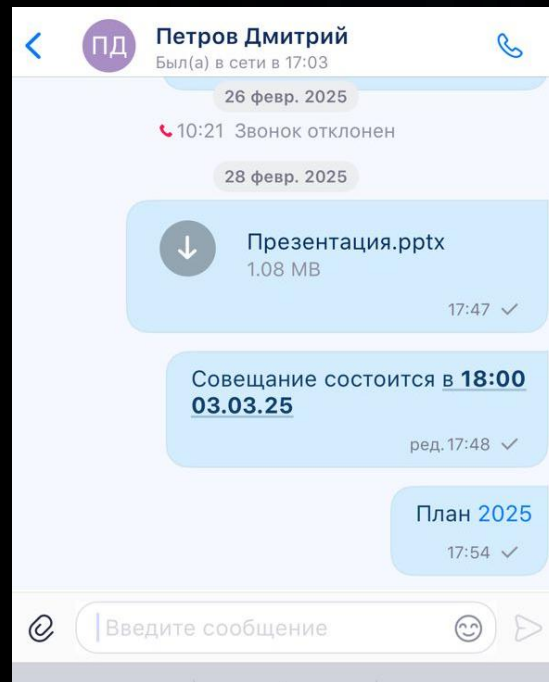 ПД
Петров Дмитрий
Был(а) в сети в 17:03
26 февр. 2025
10:21 Звонок отклонен
28 февр. 2025
Презентация.pptx
1.08 MB
17:47
Совещание состоится в 18:00
03.03.25
ред. 17:48
План 2025
17:54
Введите сообщение